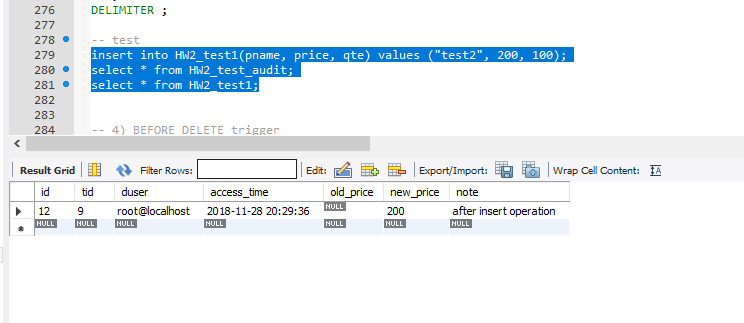 276 DELIMITER ;
277
278 -- test
279 insert into HW2_test1(pname, price, qte) values ("test2", 200, 100);
280 select * from HW2_test_audit;
281 select * from HW2_test1;
282
283
284 -- 4) BEFORE DELETE trigger
Result Grid Filter Rows: Edit: Export/Import: Wrap Cell Content: IA
id tid duser access_time old_price new_price note
12 9 root@localhost 2018-11-28 20:29:36 NULL 200 after insert operation
NULL NULL NULL NULL NULL NULL NULL